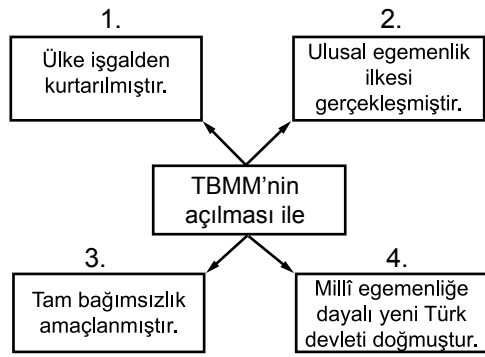 1.
Ülke işgalden
kurtarılmıştır.
2.
Ulusal egemenlik
ilkesi
gerçekleşmiştir.
TBMM’nin
açılması ile
3.
Tam bağımsızlık
amaçlanmıştır.
4.
Millî egemenliğe
dayalı yeni Türk
devleti doğmuştur.